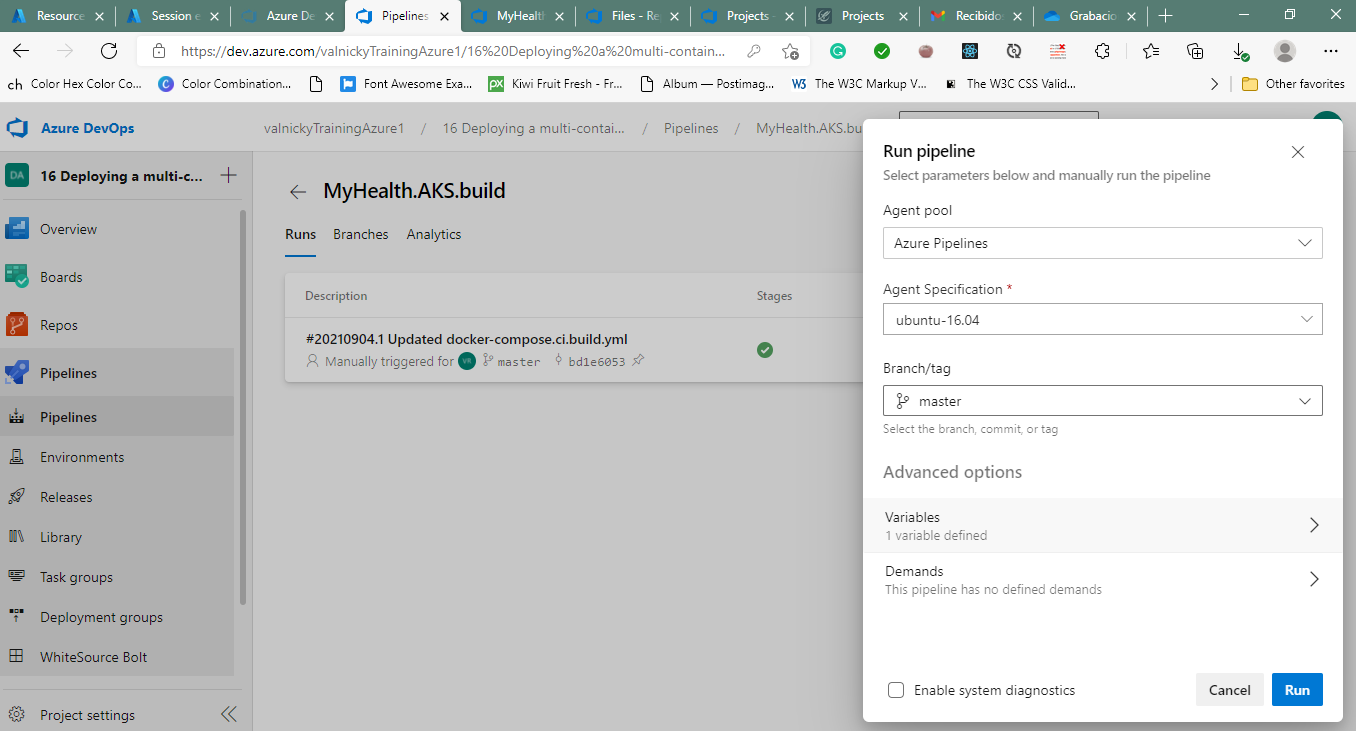 Resource
Session e
Azure De
Pipelines
MyHealth
Files - Re
Projects -
Projects
Recibido
Grabacio
https://dev.azure.com/valnickyTrainingAzure1/16%20Deploying%20a%20multi-contain...
ch Color Hex Color Co...
Color Combination...
Font Awesome Exa...
px Kiwi Fruit Fresh - Fr...
Album — Postimag...
W3 The W3C Markup V...
The W3C CSS Valid...
Other favorites
Azure DevOps
valnickyTrainingAzure1 / 16 Deploying a multi-contai... / Pipelines / MyHealth.AKS.bu
DA 16 Deploying a multi-c...
Overview
Boards
Repos
Pipelines
Pipelines
Environments
Releases
Library
Task groups
Deployment groups
WhiteSource Bolt
Project settings
MyHealth.AKS.build
Runs Branches Analytics
Description Stages
#20210904.1 Updated docker-compose.ci.build.yml
Manually triggered for VR master bd1e6053
Run pipeline
Select parameters below and manually run the pipeline
Agent pool
Azure Pipelines
Agent Specification *
ubuntu-16.04
Branch/tag
master
Select the branch, commit, or tag
Advanced options
Variables
1 variable defined
Demands
This pipeline has no defined demands
Enable system diagnostics
Cancel
Run